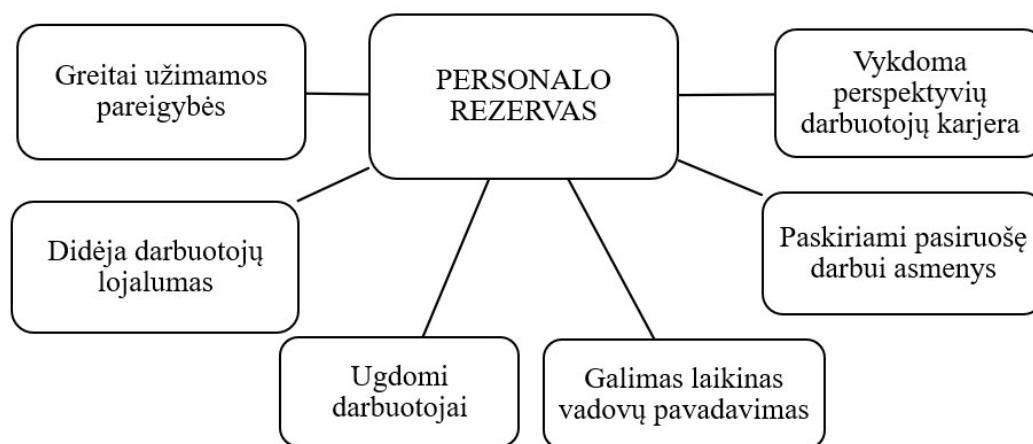 Greitai užimamos
pareigybės
PERSONALO
REZERVAS
Vykdoma
perspektyvių
darbuotojų karjera
Didėja darbuotojų
lojalumas
Paskiriami pasiruošę
darbui asmenys
Ugdomi
darbuotojai
Galimas laikinas
vadovų pavadavimas